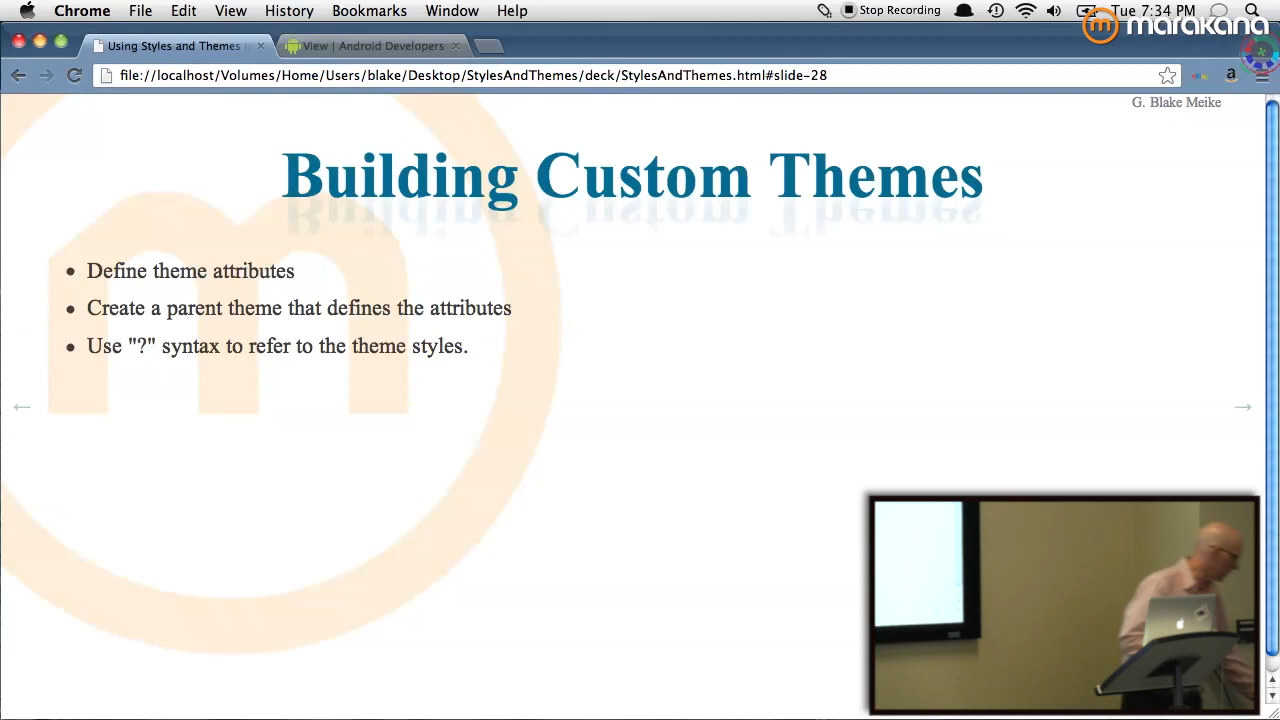 Chrome File Edit View History Bookmarks Window Help Stop Recording Tue 7:34 PM
marakana
Using Styles and Themes
View | Android Developers
file://localhost/Volumes/Home/Users/blake/Desktop/StylesAndThemes/deck/StylesAndThemes.html#slide-28
G. Blake Meike
Building Custom Themes
• Define theme attributes
• Create a parent theme that defines the attributes
• Use "?" syntax to refer to the theme styles.